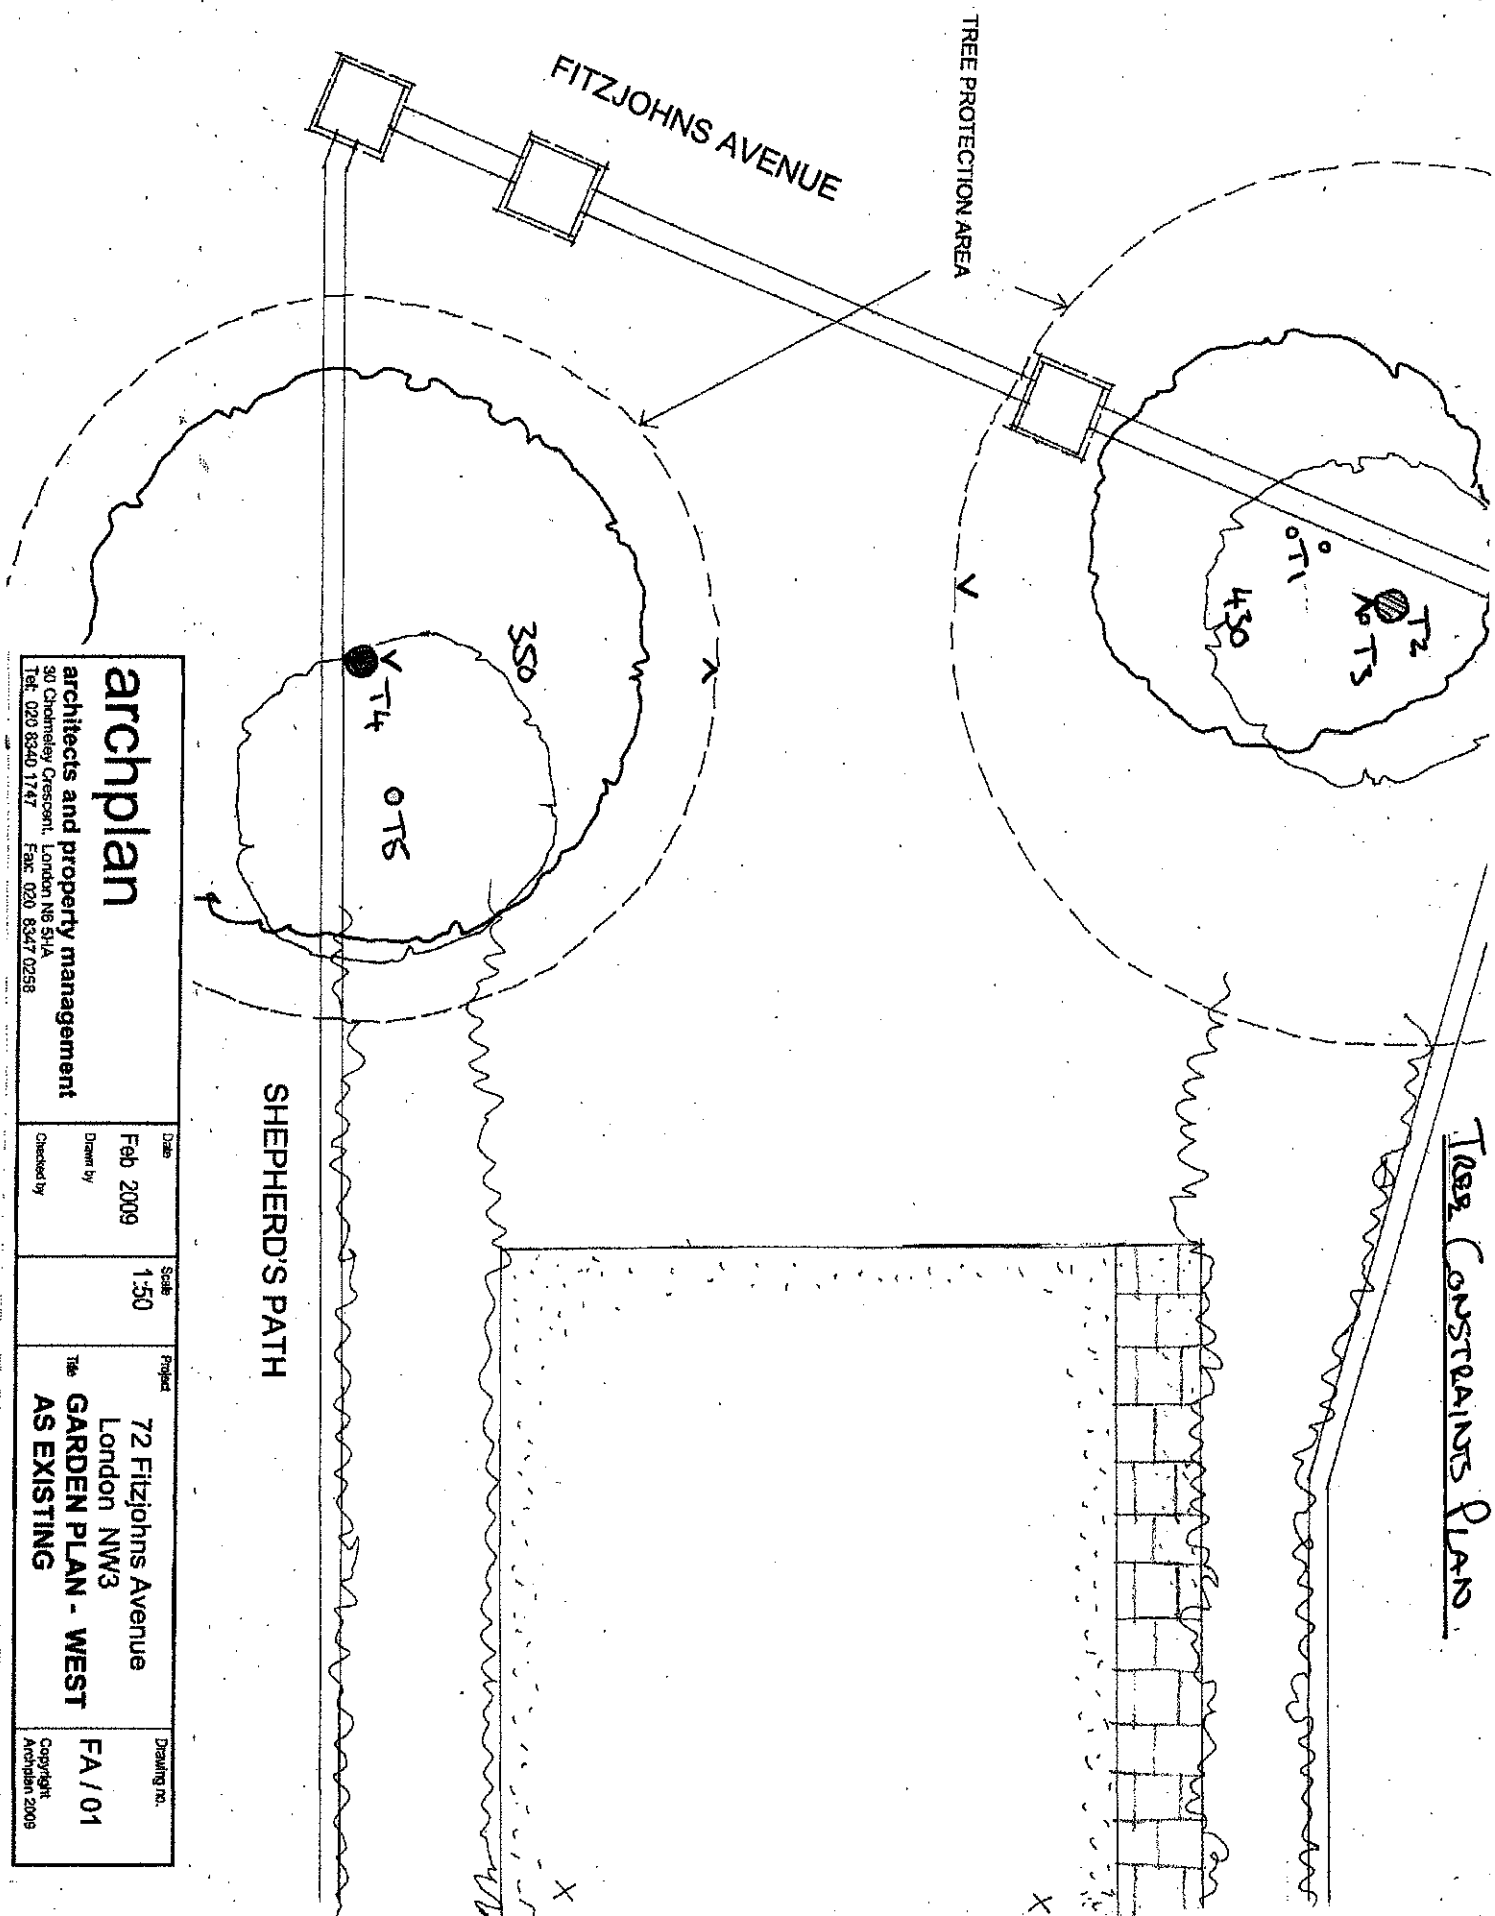 TREE CONSTRAINTS PLAN
TREE PROTECTION AREA
FITZJOHNS AVENUE
T2
T3
T1
430
350
T4
T5
SHEPHERD'S PATH
archplan
architects and property management
30 Cholmeley Crescent, London N6 5HA
Tel: 020 8340 1747 Fax: 020 8347 0258
Date
Feb 2009
Drawn by
Checked by
Scale
1:50
Project
72 Fitzjohns Avenue
London NW3
Title GARDEN PLAN - WEST
AS EXISTING
Drawing no.
FA / 01
Copyright
Archplan 2009